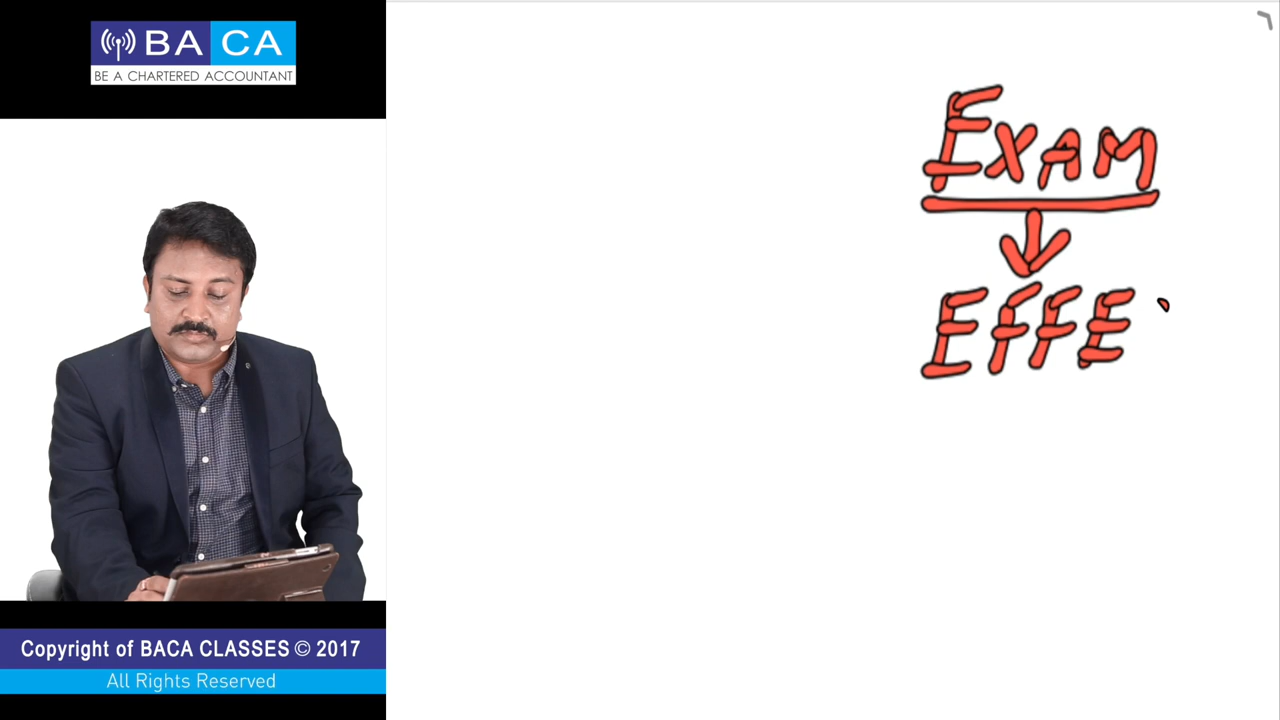 BA CA
BE A CHARTERED ACCOUNTANT
EXAM
EFFE
Copyright of BACA CLASSES © 2017
All Rights Reserved